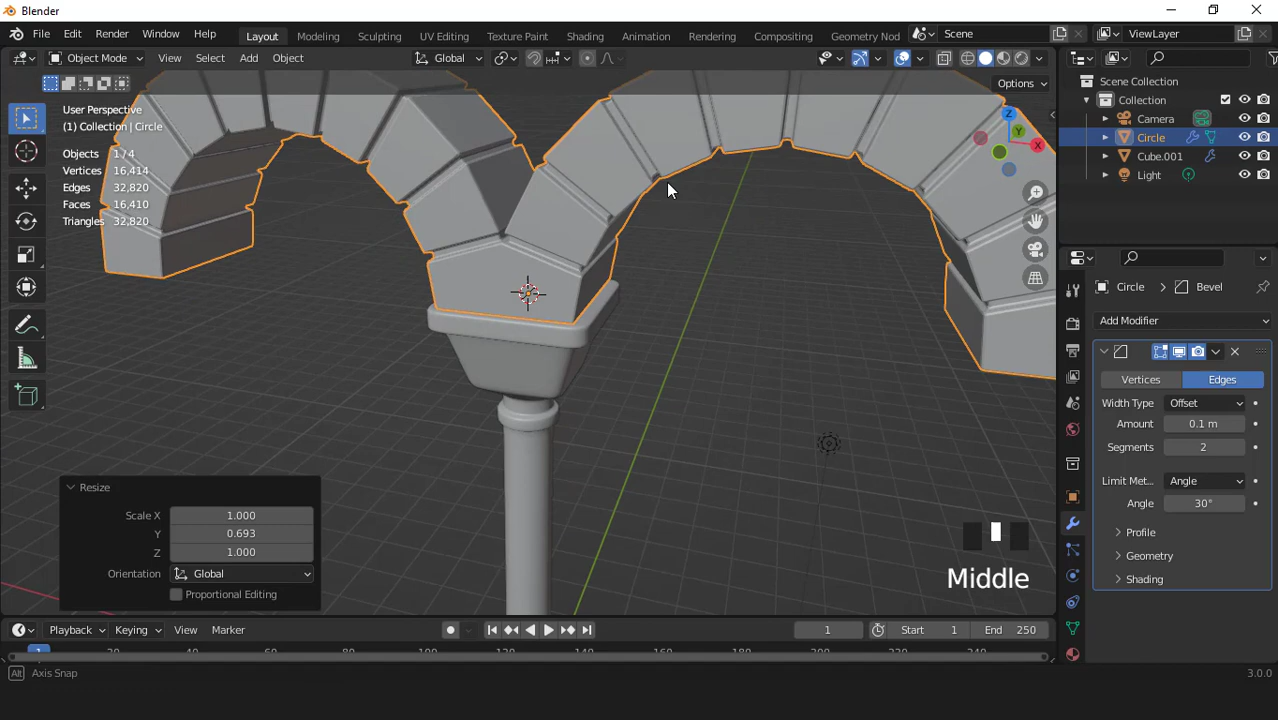 Blender
File Edit Render Window Help Layout Modeling Sculpting UV Editing Texture Paint Shading Animation Rendering Compositing Geometry Nod Scene ViewLayer
Object Mode View Select Add Object Global
Options
User Perspective
(1) Collection | Circle
Objects 1/4
Vertices 16,414
Edges 32,820
Faces 16,410
Triangles 32,820
Z
Y
X
Scene Collection
Collection
Camera
Circle
Cube.001
Light
Circle > Bevel
Add Modifier
Vertices Edges
Width Type Offset
Amount 0.1 m
Segments 2
Limit Met... Angle
Angle 30°
Profile
Geometry
Shading
Resize
Scale X 1.000
Y 0.693
Z 1.000
Orientation Global
Proportional Editing
Middle
Playback Keying View Marker 1 Start 1 End 250
1 20
Axis Snap 3.0.0
Alt